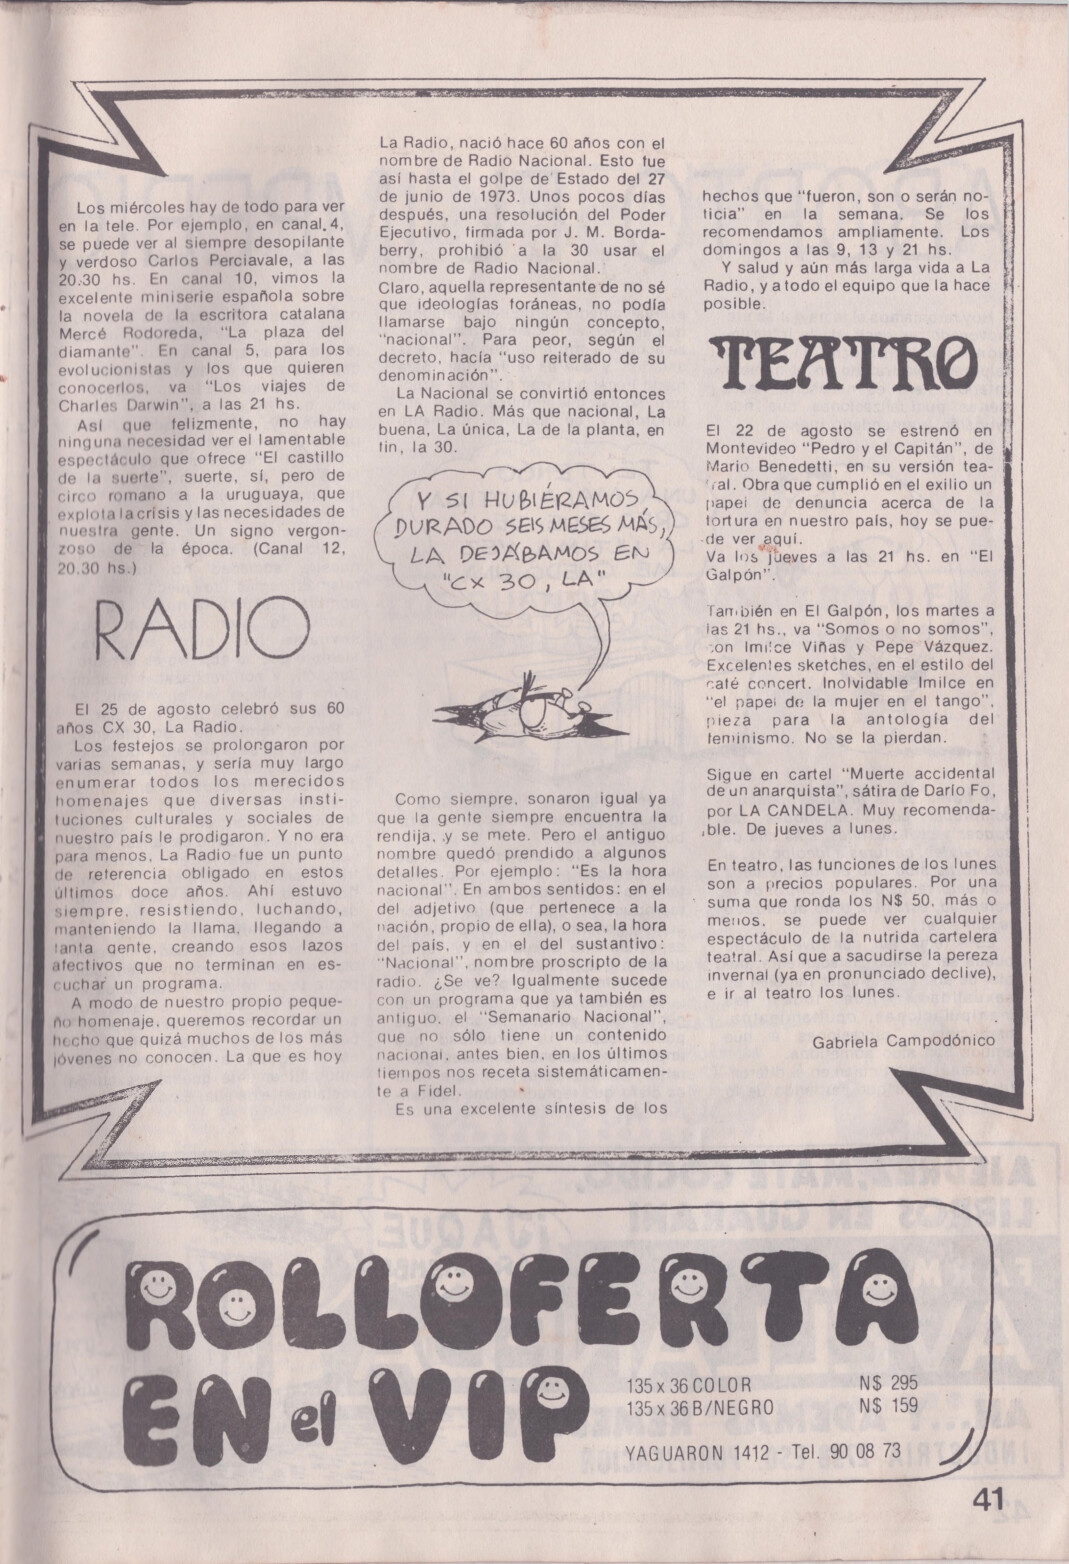 Los miércoles hay de todo para ver
en la tele. Por ejemplo, en canal 4,
se puede ver al siempre desopilante
y verdoso Carlos Perciavale, a las
20.30 hs. En canal 10, vimos la
excelente miniserie española sobre
la novela de la escritora catalana
Mercé Rodoreda, "La plaza del
diamante". En canal 5, para los
evolucionistas y los que quieren
conocerlos, va "Los viajes de
Charles Darwin", a las 21 hs.
Así que felizmente, no hay
ninguna necesidad ver el lamentable
espectáculo que ofrece "El castillo
de la suerte", suerte, sí, pero de
circo romano a la uruguaya, que
explota la crisis y las necesidades de
nuestra gente. Un signo vergon-
zoso de la época. (Canal 12,
20.30 hs.)
RADIO
El 25 de agosto celebró sus 60
años CX 30, La Radio.
Los festejos se prolongaron por
varias semanas, y sería muy largo
enumerar todos los merecidos
homenajes que diversas insti-
tuciones culturales y sociales de
nuestro país le prodigaron. Y no era
para menos, La Radio fue un punto
de referencia obligado en estos
últimos doce años. Ahí estuvo
siempre, resistiendo, luchando,
manteniendo la llama, llegando a
tanta gente, creando esos lazos
afectivos que no terminan en es-
cuchar un programa.
A modo de nuestro propio peque-
ño homenaje, queremos recordar un
hecho que quizá muchos de los más
jóvenes no conocen. La que es hoy
La Radio, nació hace 60 años con el
nombre de Radio Nacional. Esto fue
así hasta el golpe de Estado del 27
de junio de 1973. Unos pocos días
después, una resolución del Poder
Ejecutivo, firmada por J. M. Borda-
berry, prohibió a la 30 usar el
nombre de Radio Nacional.
Claro, aquella representante de no sé
qué ideologías foráneas, no podía
llamarse bajo ningún concepto,
"nacional". Para peor, según el
decreto, hacía "uso reiterado de su
denominación".
La Nacional se convirtió entonces
en LA Radio. Más que nacional, La
buena, La única, La de la planta, en
fin, la 30.
Y SI HUBIÉRAMOS
DURADO SEIS MESES MÁS,
LA DEJÁBAMOS EN
"CX 30, LA"
Como siempre, sonaron igual ya
que la gente siempre encuentra la
rendija, y se mete. Pero el antiguo
nombre quedó prendido a algunos
detalles. Por ejemplo: "Es la hora
nacional". En ambos sentidos: en el
del adjetivo (que pertenece a la
nación, propio de ella), o sea, la hora
del país, y en el del sustantivo:
"Nacional", nombre proscripto de la
radio. ¿Se ve? Igualmente sucede
con un programa que ya también es
antiguo, el "Semanario Nacional",
que no sólo tiene un contenido
nacional, antes bien, en los últimos
tiempos nos receta sistemáticamen-
te a Fidel.
Es una excelente síntesis de los
hechos que "fueron, son o serán no-
ticia" en la semana. Se los
recomendamos ampliamente. Los
domingos a las 9, 13 y 21 hs.
Y salud y aún más larga vida a La
Radio, y a todo el equipo que la hace
posible.
TEATRO
El 22 de agosto se estrenó en
Montevideo "Pedro y el Capitán", de
Mario Benedetti, en su versión tea-
tral. Obra que cumplió en el exilio un
papel de denuncia acerca de la
tortura en nuestro país, hoy se pue-
de ver aquí.
Va los jueves a las 21 hs. en "El
Galpón".
También en El Galpón, los martes a
las 21 hs., va "Somos o no somos",
con Imilce Viñas y Pepe Vázquez.
Excelentes sketches, en el estilo del
café concert. Inolvidable Imilce en
"el papel de la mujer en el tango",
pieza para la antología del
feminismo. No se la pierdan.
Sigue en cartel "Muerte accidental
de un anarquista", sátira de Darío Fo,
por LA CANDELA. Muy recomenda-
ble. De jueves a lunes.
En teatro, las funciones de los lunes
son a precios populares. Por una
suma que ronda los N$ 50, más o
menos, se puede ver cualquier
espectáculo de la nutrida cartelera
teatral. Así que a sacudirse la pereza
invernal (ya en pronunciado declive),
e ir al teatro los lunes.
Gabriela Campodónico
ROLLOFERTA
EN el VIP
135 x 36 COLOR N$ 295
135 x 36 B/NEGRO N$ 159
YAGUARON 1412 - Tel. 90 08 73
41